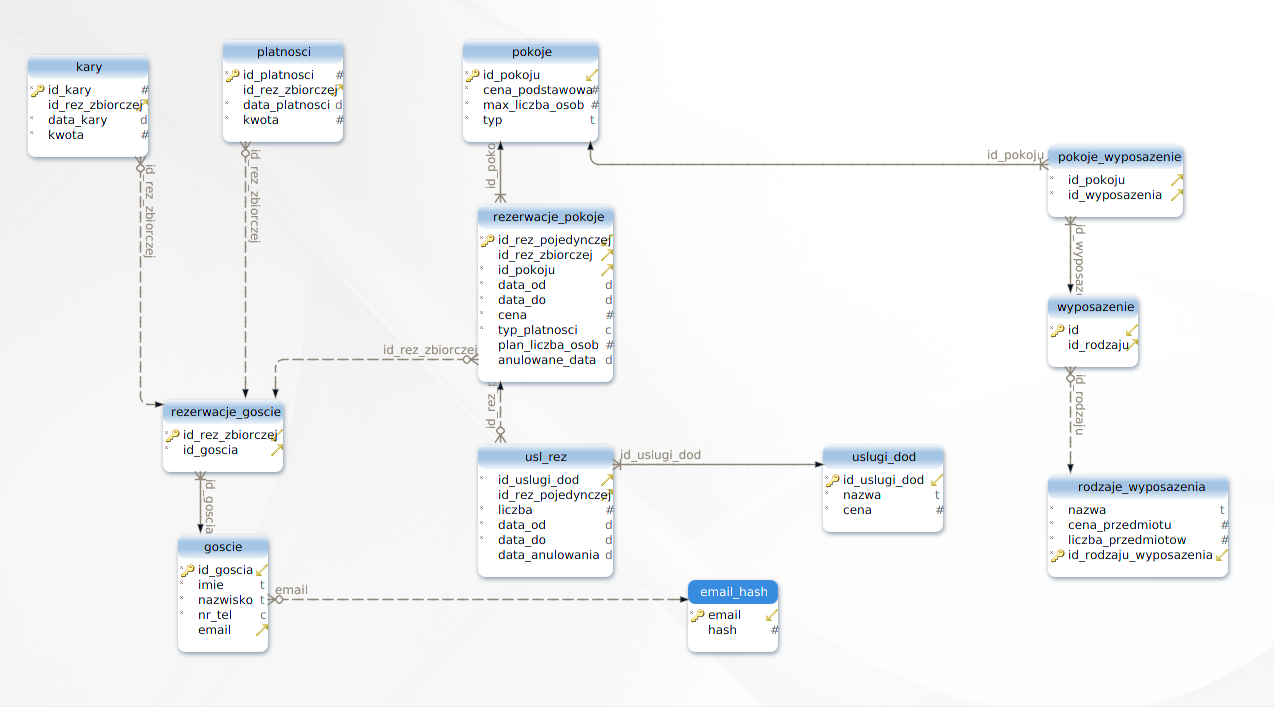 kary
id_kary #
id_rez_zbiorczej
data_kary d
kwota #
platnosci
id_platnosci #
id_rez_zbiorczej
data_platnosci d
kwota #
pokoje
id_pokoju
cena_podstawowa#
max_liczba_osob #
typ t
id_rez_zbiorczej
id_rez_zbiorczej
id_poko
id_pokoju
pokoje_wyposazenie
id_pokoju
id_wyposazenia
rezerwacje_pokoje
id_rez_pojedynczej
id_rez_zbiorczej
id_pokoju
data_od d
data_do d
cena #
typ_platnosci c
plan_liczba_osob #
anulowane_data d
id_wyposaz
wyposazenie
id
id_rodzaju
id_rez_zbiorczej
id_rodzaju
id_rez_
rezerwacje_goscie
id_rez_zbiorczej
id_goscia
usl_rez
id_uslugi_dod
id_rez_pojedynczej
liczba #
data_od d
data_do d
data_anulowania d
id_uslugi_dod
uslugi_dod
id_uslugi_dod
nazwa t
cena #
rodzaje_wyposazenia
nazwa t
cena_przedmiotu #
liczba_przedmiotow #
id_rodzaju_wyposazenia
id_goscia
goscie
id_goscia
imie t
nazwisko t
nr_tel c
email
email
email_hash
email
hash #